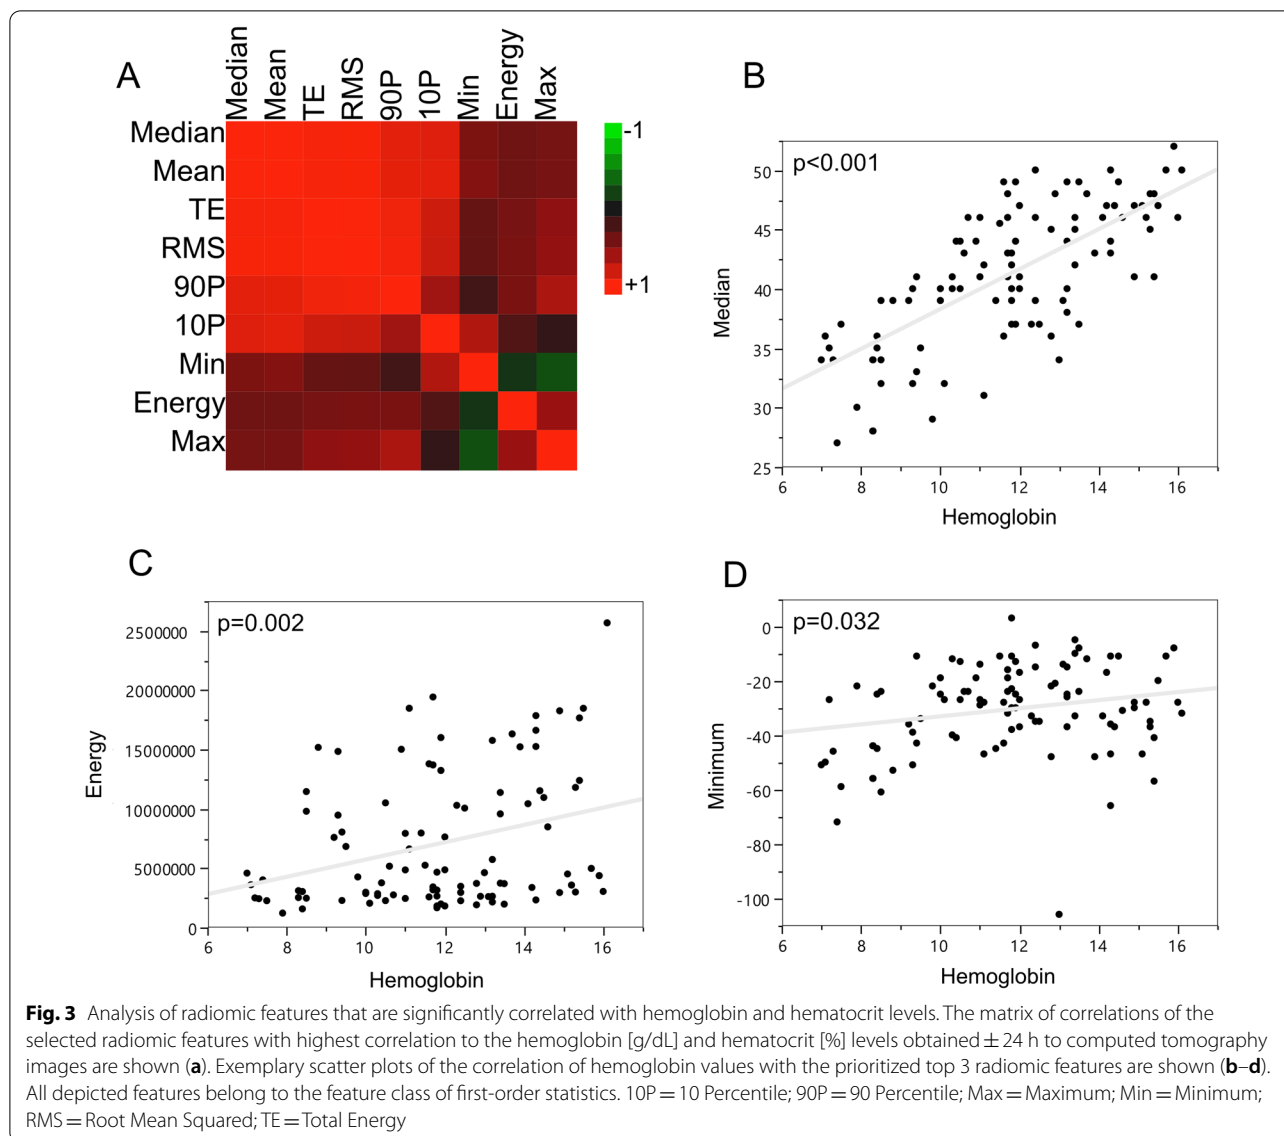 A
Median
Mean
TE
RMS
90P
10P
Min
Energy
Max
Median
Mean
TE
RMS
90P
10P
Min
Energy
Max
-1
+1
B
p<0.001
Median
50
45
40
35
30
25
6 8 10 12 14 16
Hemoglobin
C
p=0.002
Energy
2500000
20000000
15000000
10000000
5000000
0
6 8 10 12 14 16
Hemoglobin
D
p=0.032
Minimum
0
-20
-40
-60
-80
-100
6 8 10 12 14 16
Hemoglobin
Fig. 3 Analysis of radiomic features that are significantly correlated with hemoglobin and hematocrit levels. The matrix of correlations of the
selected radiomic features with highest correlation to the hemoglobin [g/dL] and hematocrit [%] levels obtained ± 24 h to computed tomography
images are shown (a). Exemplary scatter plots of the correlation of hemoglobin values with the prioritized top 3 radiomic features are shown (b–d).
All depicted features belong to the feature class of first-order statistics. 10P = 10 Percentile; 90P = 90 Percentile; Max = Maximum; Min = Minimum;
RMS = Root Mean Squared; TE = Total Energy